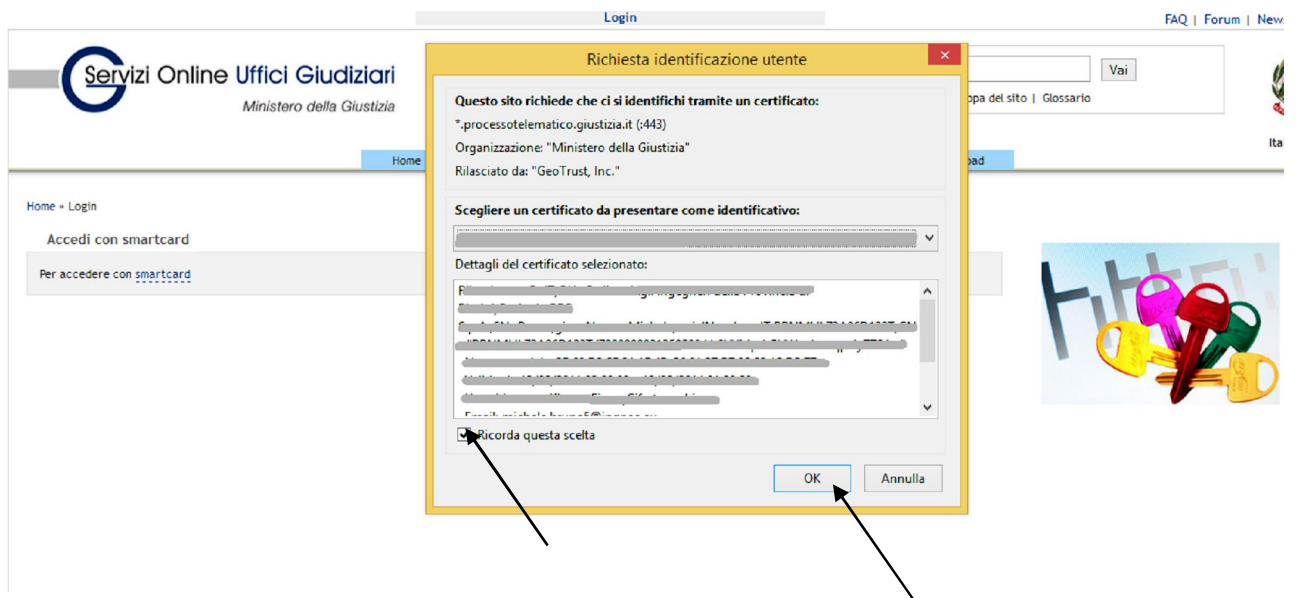 Login
FAQ | Forum | New
Servizi Online Uffici Giudiziari
Ministero della Giustizia
Vai
ppa del sito | Glossario
Ita
Home
oad
Home » Login
Accedi con smartcard
Per accedere con smartcard
Richiesta identificazione utente
Questo sito richiede che ci si identifichi tramite un certificato:
*.processotelematico.giustizia.it (:443)
Organizzazione: "Ministero della Giustizia"
Rilasciato da: "GeoTrust, Inc."
Scegliere un certificato da presentare come identificativo:
Dettagli del certificato selezionato:
Ricorda questa scelta
OK
Annulla